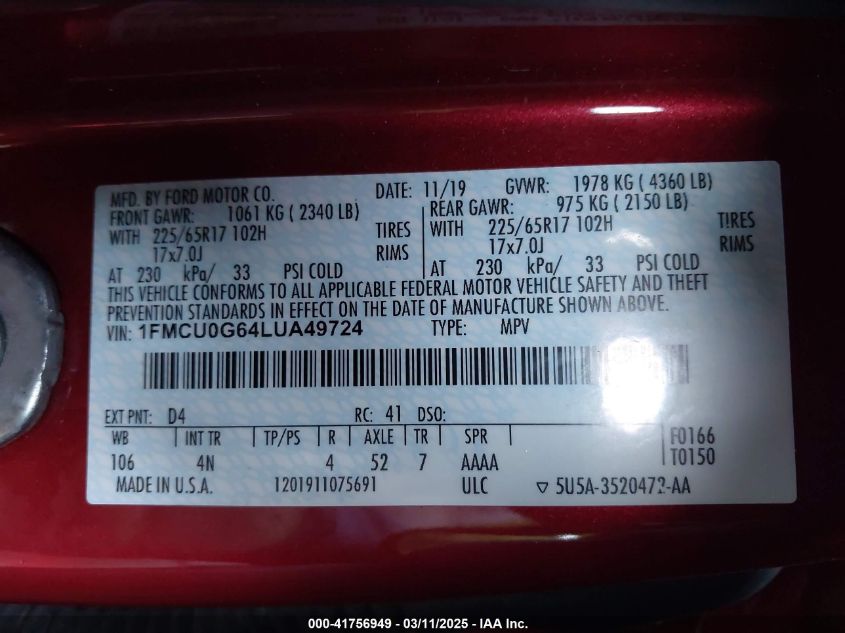 MFD. BY FORD MOTOR CO. DATE: 11/19 GVWR: 1978 KG ( 4360 LB)
FRONT GAWR: 1061 KG ( 2340 LB) REAR GAWR: 975 KG ( 2150 LB)
WITH 225/65R17 102H TIRES WITH 225/65R17 102H TIRES
17x7.0J RIMS 17x7.0J RIMS
AT 230 kPa/ 33 PSI COLD AT 230 kPa/ 33 PSI COLD
THIS VEHICLE CONFORMS TO ALL APPLICABLE FEDERAL MOTOR VEHICLE SAFETY AND THEFT
PREVENTION STANDARDS IN EFFECT ON THE DATE OF MANUFACTURE SHOWN ABOVE.
VIN: 1FMCU0G64LUA49724 TYPE: MPV
EXT PNT: D4 RC: 41 DSO:
WB INT TR TP/PS R AXLE TR SPR F0166
106 4N 4 52 7 AAAA T0150
MADE IN U.S.A. 1201911075691 ULC ▽ 5U5A-3520472-AA
000-41756949 - 03/11/2025 - IAA Inc.